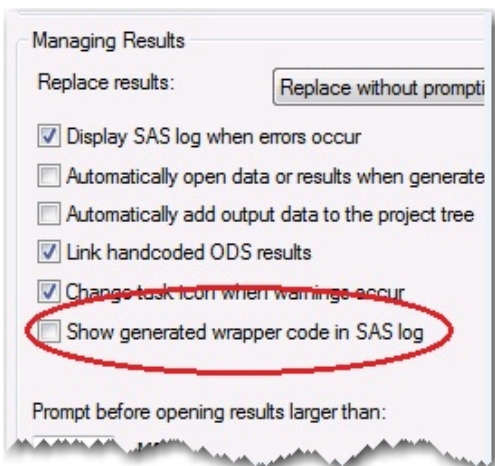 Managing Results
Replace results:
Replace without prompti
Display SAS log when errors occur
Automatically open data or results when generate
Automatically add output data to the project tree
Link handcoded ODS results
Change task icon when warnings occur
Show generated wrapper code in SAS log
Prompt before opening results larger than: